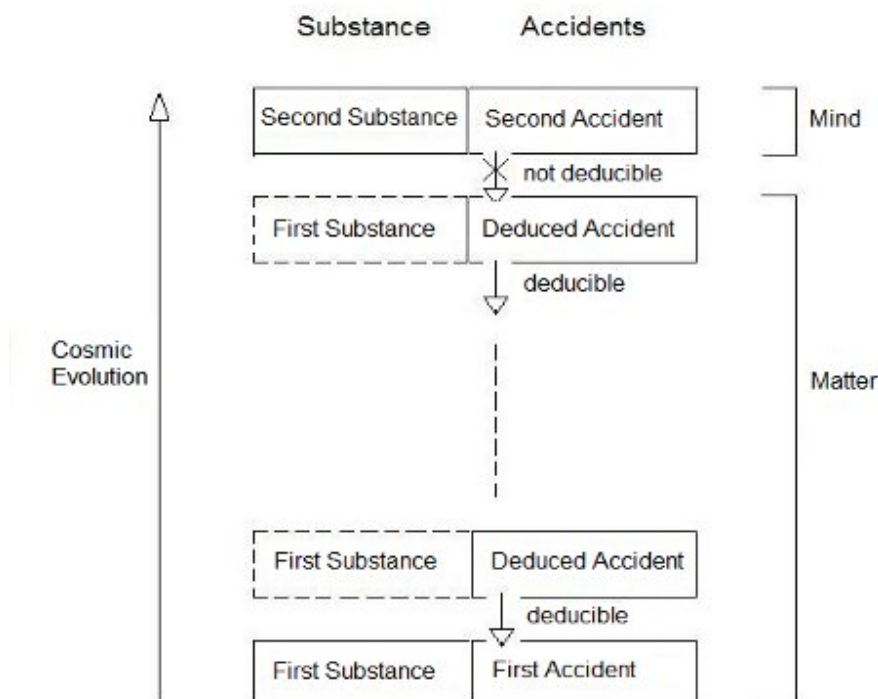 Substance Accidents
Second Substance Second Accident Mind
not deducible
First Substance Deduced Accident
deducible
Cosmic
Evolution
Matter
First Substance Deduced Accident
deducible
First Substance First Accident